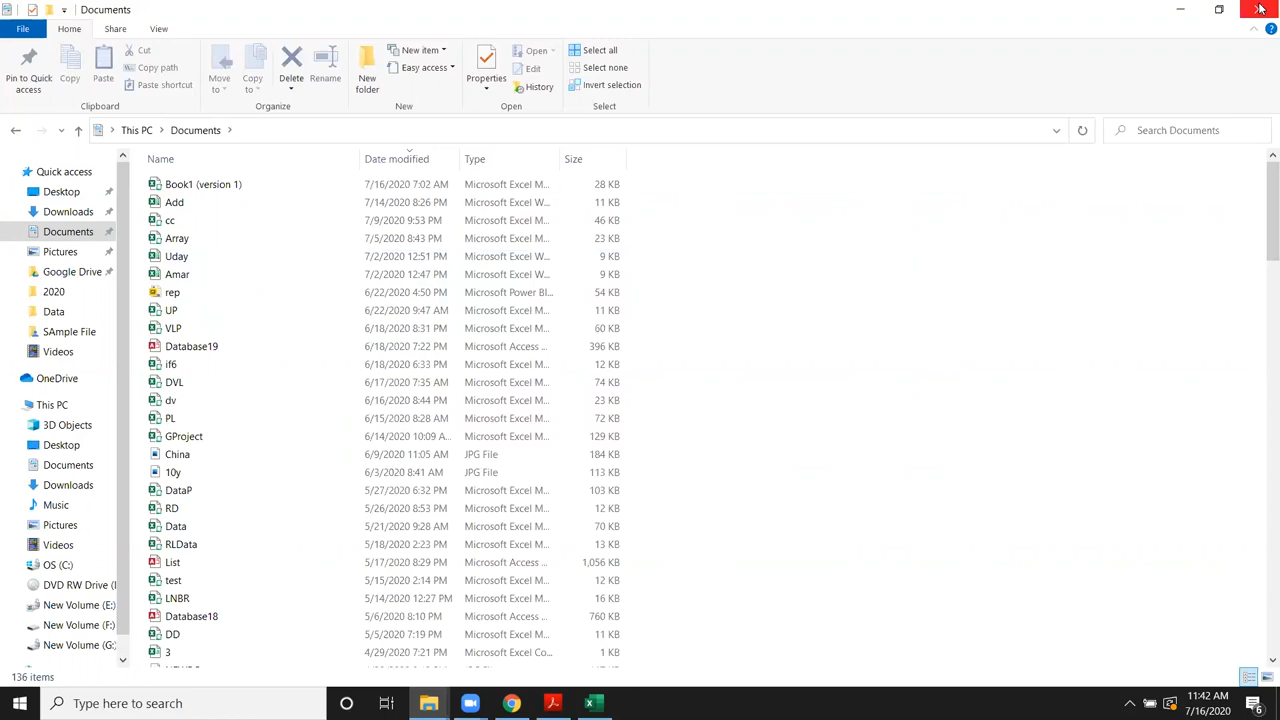 Documents
File Home Share View
Pin to Quick access
Copy
Paste
Cut
Copy path
Paste shortcut
Clipboard
Move to
Copy to
Delete
Rename
Organize
New folder
New item
Easy access
New
Properties
Open
Edit
History
Open
Select all
Select none
Invert selection
Select
This PC > Documents >
Search Documents
Name Date modified Type Size
Quick access
Desktop
Downloads
Documents
Pictures
Google Drive
2020
Data
SAmple File
Videos
OneDrive
This PC
3D Objects
Desktop
Documents
Downloads
Music
Pictures
Videos
OS (C:)
DVD RW Drive (
New Volume (E:)
New Volume (F:)
New Volume (G:
Book1 (version 1) 7/16/2020 7:02 AM Microsoft Excel M... 28 KB
Add 7/14/2020 8:26 PM Microsoft Excel W... 11 KB
cc 7/9/2020 9:53 PM Microsoft Excel M... 46 KB
Array 7/5/2020 8:43 PM Microsoft Excel M... 23 KB
Uday 7/2/2020 12:51 PM Microsoft Excel W... 9 KB
Amar 7/2/2020 12:47 PM Microsoft Excel W... 9 KB
rep 6/22/2020 4:50 PM Microsoft Power BI... 54 KB
UP 6/22/2020 9:47 AM Microsoft Excel M... 11 KB
VLP 6/18/2020 8:31 PM Microsoft Excel M... 60 KB
Database19 6/18/2020 7:22 PM Microsoft Access ... 396 KB
if6 6/18/2020 6:33 PM Microsoft Excel M... 12 KB
DVL 6/17/2020 7:35 AM Microsoft Excel M... 74 KB
dv 6/16/2020 8:44 PM Microsoft Excel M... 23 KB
PL 6/15/2020 8:28 AM Microsoft Excel M... 72 KB
GProject 6/14/2020 10:09 A... Microsoft Excel M... 129 KB
China 6/9/2020 11:05 AM JPG File 184 KB
10y 6/3/2020 8:41 AM JPG File 113 KB
DataP 5/27/2020 6:32 PM Microsoft Excel M... 103 KB
RD 5/26/2020 8:53 PM Microsoft Excel M... 12 KB
Data 5/21/2020 9:28 AM Microsoft Excel M... 70 KB
RLData 5/18/2020 2:23 PM Microsoft Excel M... 13 KB
List 5/17/2020 8:29 PM Microsoft Access ... 1,056 KB
test 5/15/2020 2:14 PM Microsoft Excel M... 12 KB
LNBR 5/14/2020 12:27 PM Microsoft Excel M... 16 KB
Database18 5/6/2020 8:10 PM Microsoft Access ... 760 KB
DD 5/5/2020 7:19 PM Microsoft Excel M... 11 KB
3 4/29/2020 7:21 PM Microsoft Excel Co... 1 KB
136 items
Type here to search
11:42 AM
7/16/2020
6